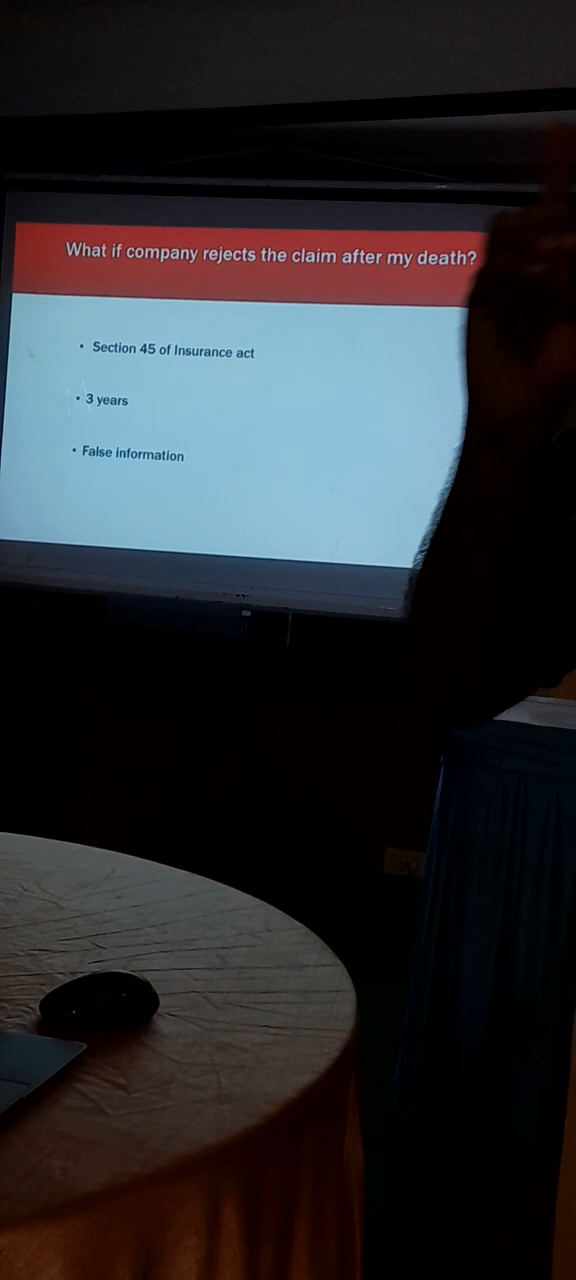 What if company rejects the claim after my death?
• Section 45 of Insurance act
• 3 years
• False information